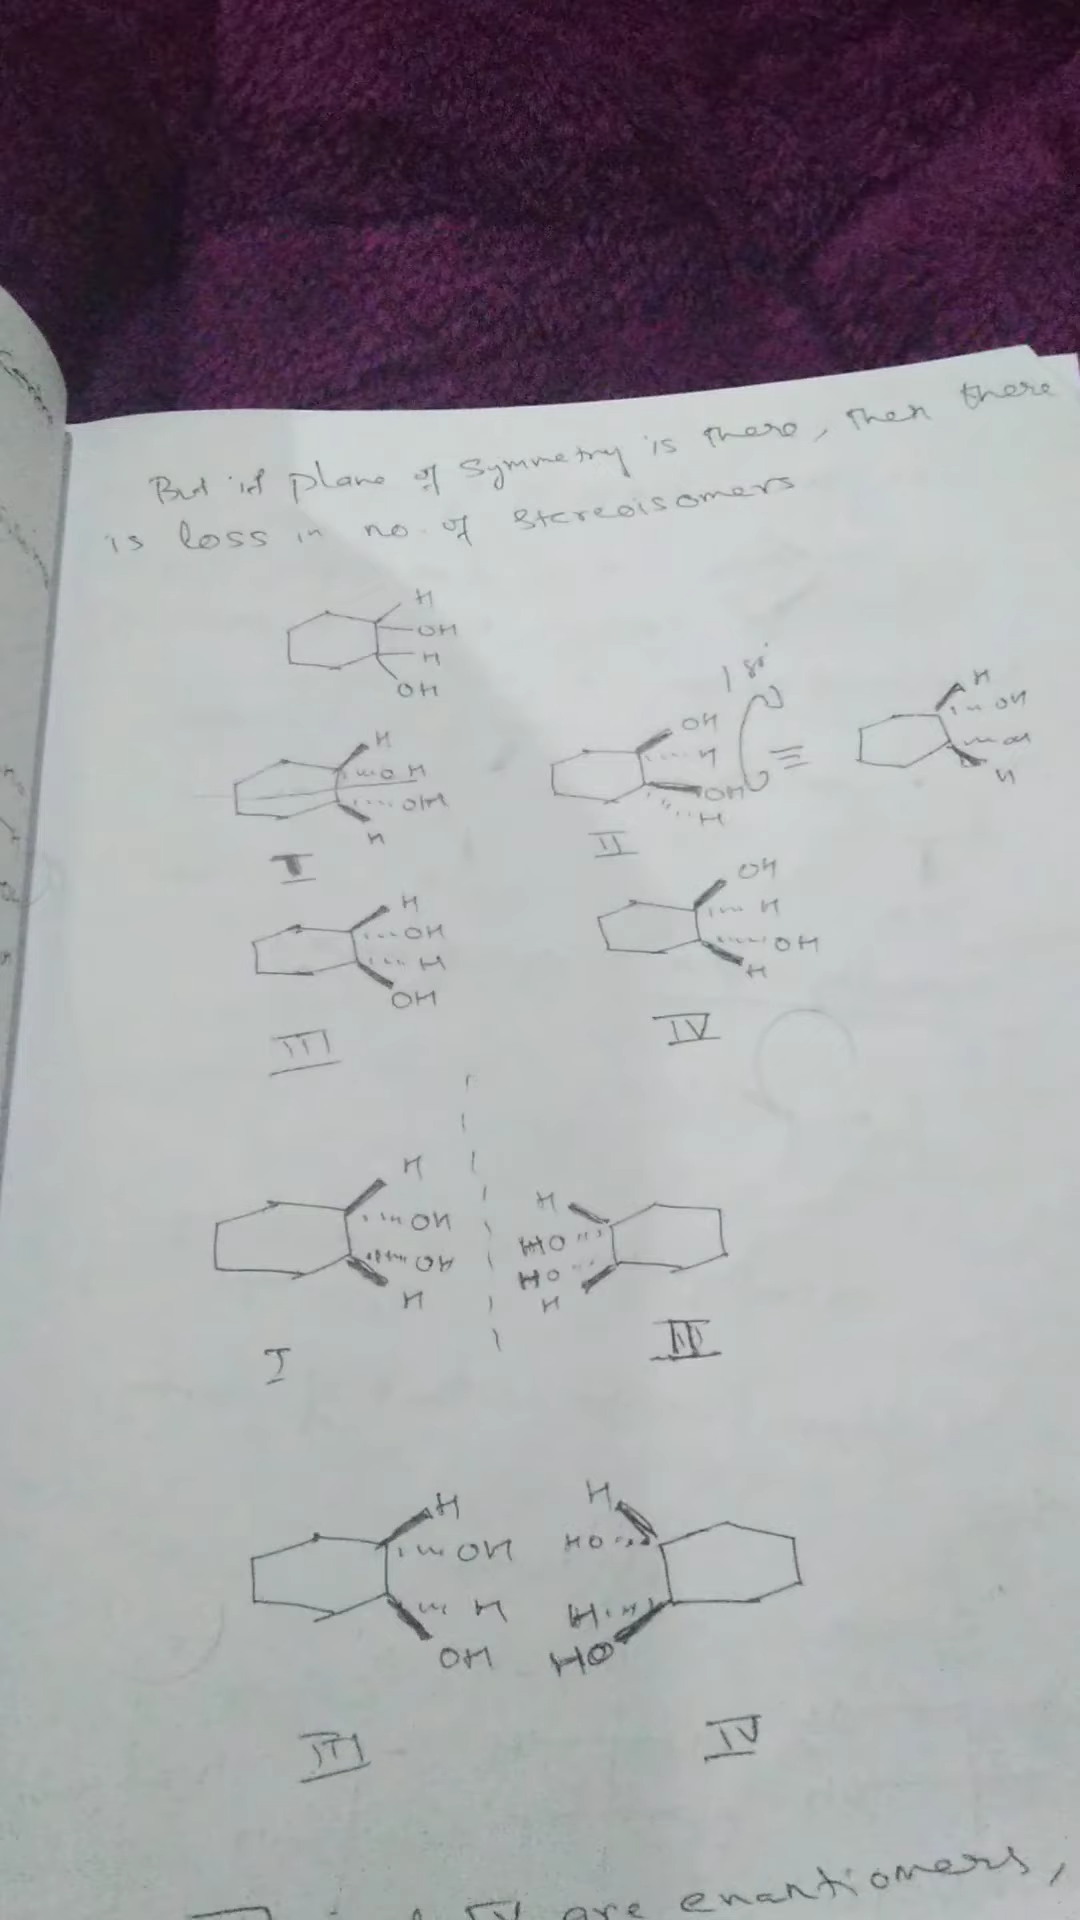 But if plane of symmetry is there, then there
is loss in no. of stereoisomers
H
OH
H
OH
H
OH
OH
H
I
OH
H
OH
H
II
≡
H
OH
OH
H
H
OH
H
OH
III
OH
H
OH
H
IV
H
OH
OH
H
I
H
HO
HO
H
II
H
OH
H
OH
III
H
HO
H
HO
IV
IV are enantiomers,